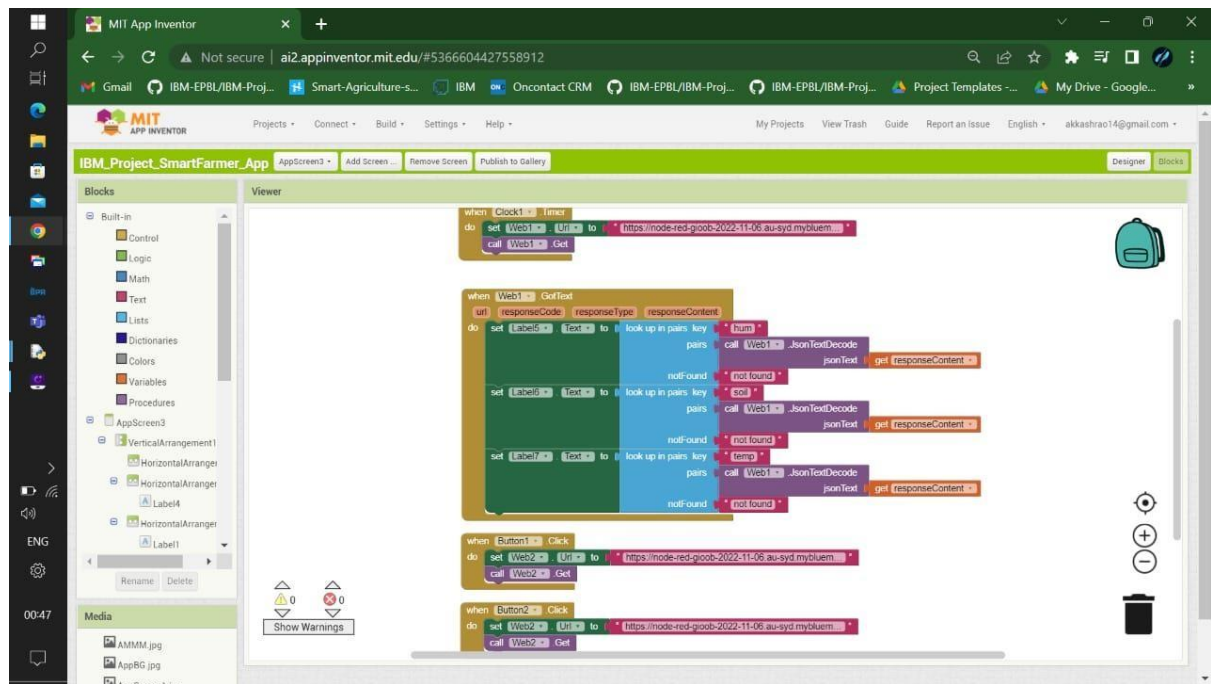 MIT App Inventor
Not secure | ai2.appinventor.mit.edu/#5366604427558912
Gmail IBM-EPBL/IBM-Proj... Smart-Agriculture-s... IBM Oncontact CRM IBM-EPBL/IBM-Proj... IBM-EPBL/IBM-Proj... Project Templates -... My Drive - Google... »
MIT APP INVENTOR Projects Connect Build Settings Help My Projects View Trash Guide Report an Issue English akkashrao14@gmail.com
IBM_Project_SmartFarmer_App AppScreen3 Add Screen ... Remove Screen Publish to Gallery Designer Blocks
Blocks Viewer
Built-in
Control
Logic
Math
Text
Lists
Dictionaries
Colors
Variables
Procedures
AppScreen3
VerticalArrangement1
HorizontalArranger
HorizontalArranger
Label4
HorizontalArranger
Label1
Rename Delete
Media
AMMM.jpg
AppBG.jpg
when Clock1 .Timer
do set Web1 . Url to " https://node-red-gioob-2022-11-06.au-syd.mybluem... "
call Web1 .Get
when Web1 .GotText
url responseCode responseType responseContent
do set Label5 . Text to look up in pairs key " hum "
pairs call Web1 .JsonTextDecode
jsonText get responseContent
notFound " not found "
set Label6 . Text to look up in pairs key " soil "
pairs call Web1 .JsonTextDecode
jsonText get responseContent
notFound " not found "
set Label7 . Text to look up in pairs key " temp "
pairs call Web1 .JsonTextDecode
jsonText get responseContent
notFound " not found "
when Button1 .Click
do set Web2 . Url to " https://node-red-gioob-2022-11-06.au-syd.mybluem... "
call Web2 .Get
when Button2 .Click
do set Web2 . Url to " https://node-red-gioob-2022-11-06.au-syd.mybluem... "
call Web2 .Get
0 0
Show Warnings
ENG
00:47